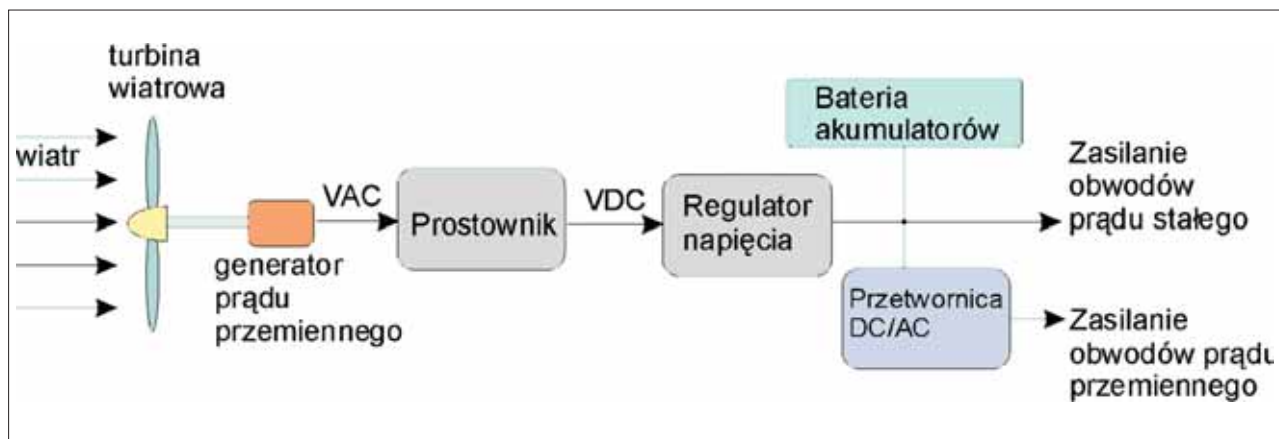 turbina
wiatrowa
wiatr
generator
prądu
przemiennego
VAC
Prostownik
VDC
Regulator
napięcia
Bateria
akumulatorów
Zasilanie
obwodów
prądu stałego
Przetwornica
DC/AC
Zasilanie
obwodów prądu
przemiennego